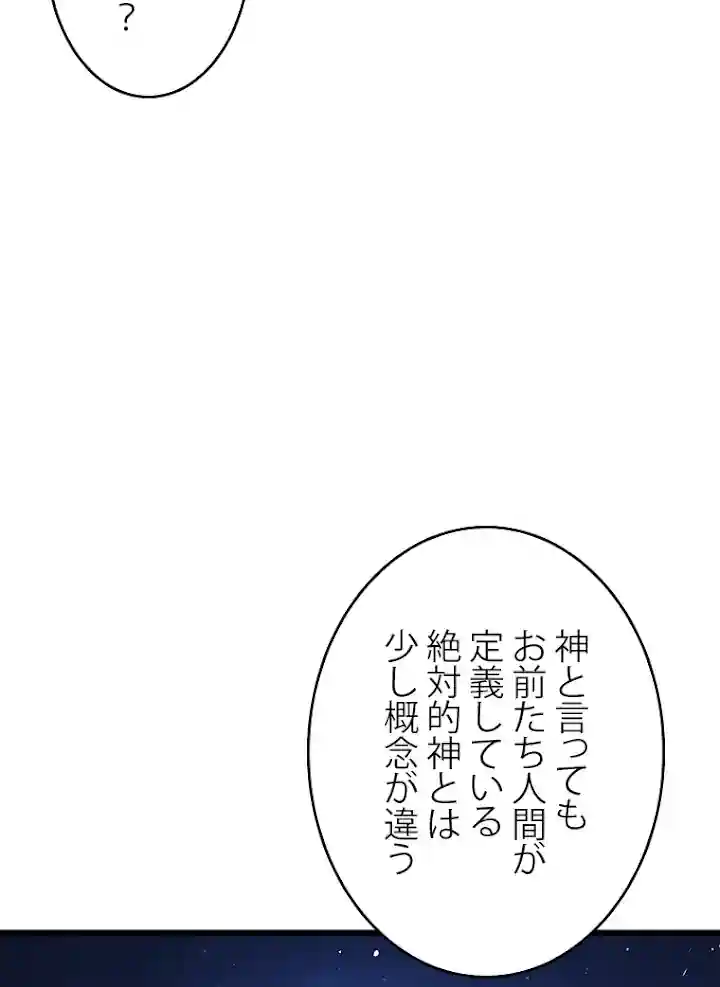 ？
神と言っても
お前たち人間が
定義している
絶対的神とは
少し概念が違う